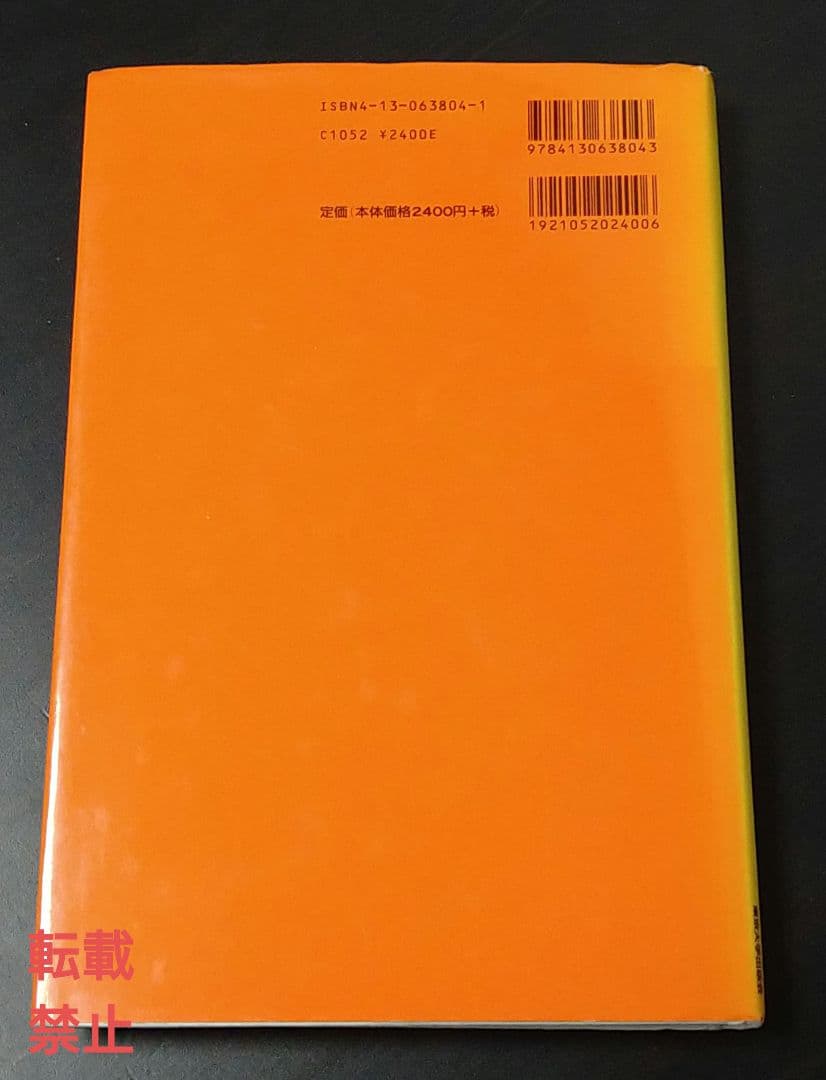 ISBN4-13-063804-1
C1052 ¥2400E
定価(本体価格2400円+税)
9784130638043
1921052024006
転載
禁止